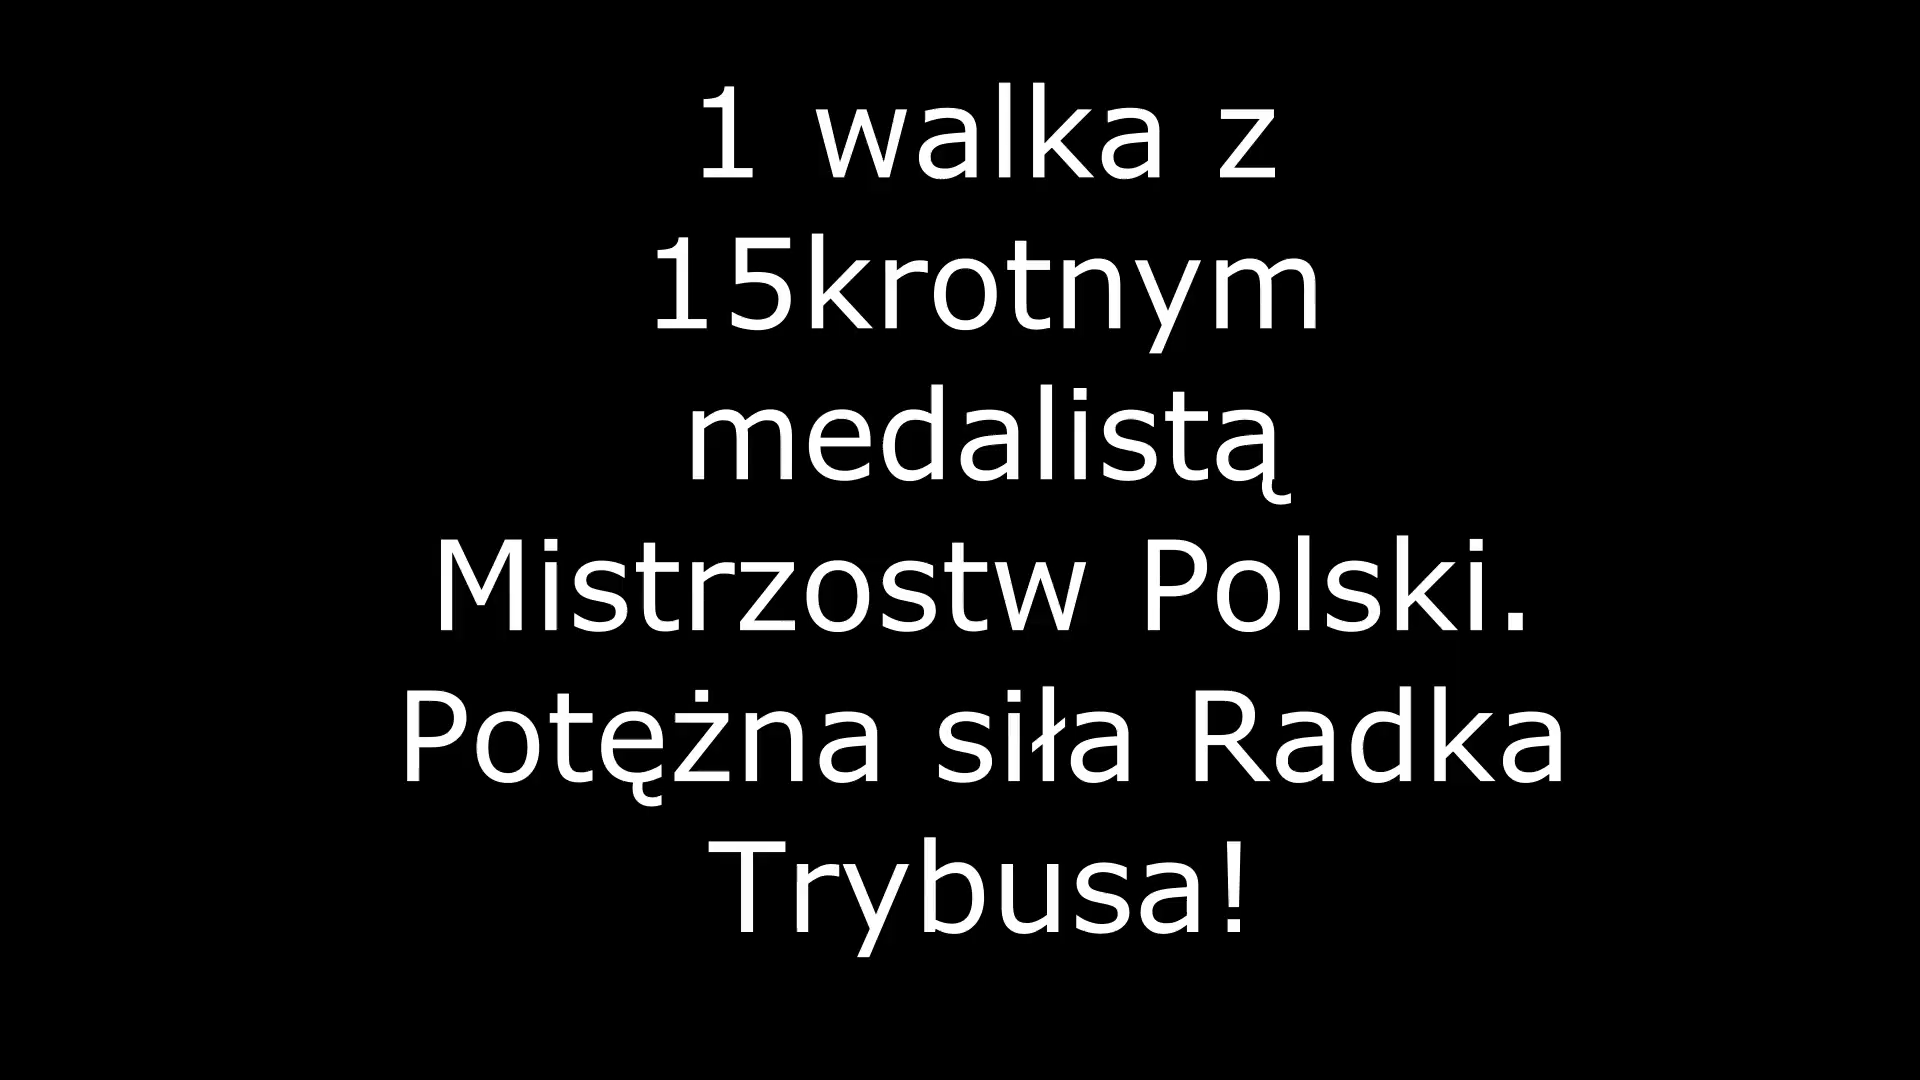 1 walka z
15krotnym
medalistą
Mistrzostw Polski.
Potężna siła Radka
Trybusa!